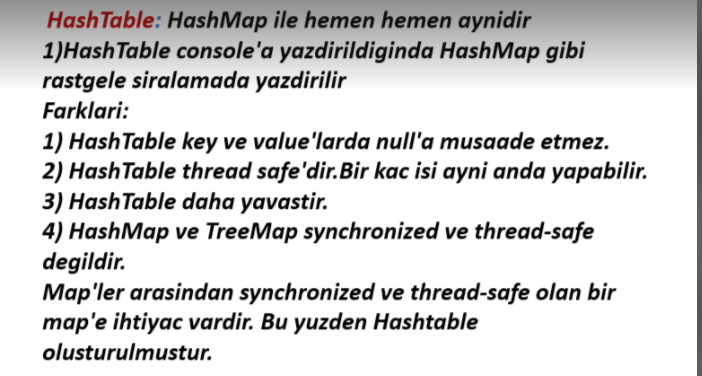 HashTable: HashMap ile hemen hemen aynidir
1)HashTable console'a yazdirildiginda HashMap gibi
rastgele siralamada yazdirilir
Farklari:
1) HashTable key ve value'larda null'a musaade etmez.
2) HashTable thread safe'dir.Bir kac isi ayni anda yapabilir.
3) HashTable daha yavastir.
4) HashMap ve TreeMap synchronized ve thread-safe
degildir.
Map'ler arasindan synchronized ve thread-safe olan bir
map'e ihtiyac vardir. Bu yuzden Hashtable
olusturulmustur.